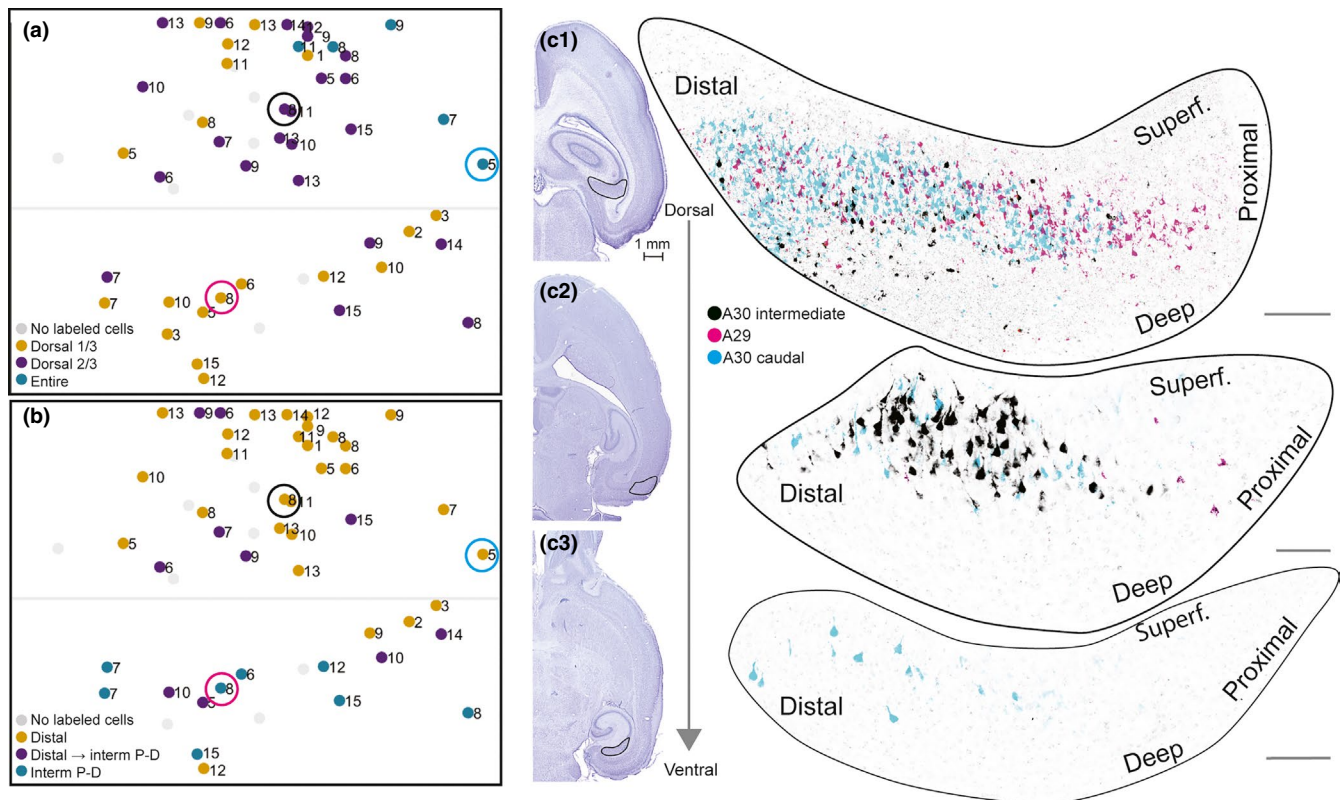 (a)
13 9 6 13 14 12 9
12 9
11 8
11 1 8
10 5 6
8 11
8 7
7 13 10 15
5 9 5
6 13
3
2
9 14
7 6 12 10
7 10 8
5 15
3 8
15
12
No labeled cells
Dorsal 1/3
Dorsal 2/3
Entire
(b)
13 9 6 13 14 12 9
12 9
11 8
11 1 8
10 5 6
8 11
8 7
7 13 10 15
5 9 5
6 13
3
2
9 14
7 6 12 10
7 10 8
5 15
8
15
12
No labeled cells
Distal
Distal → interm P-D
Interm P-D
(c1)
Dorsal
1 mm
(c2)
(c3)
Ventral
A30 intermediate
A29
A30 caudal
Distal
Superf.
Proximal
Deep
Superf.
Distal
Proximal
Deep
Superf.
Distal
Proximal
Deep